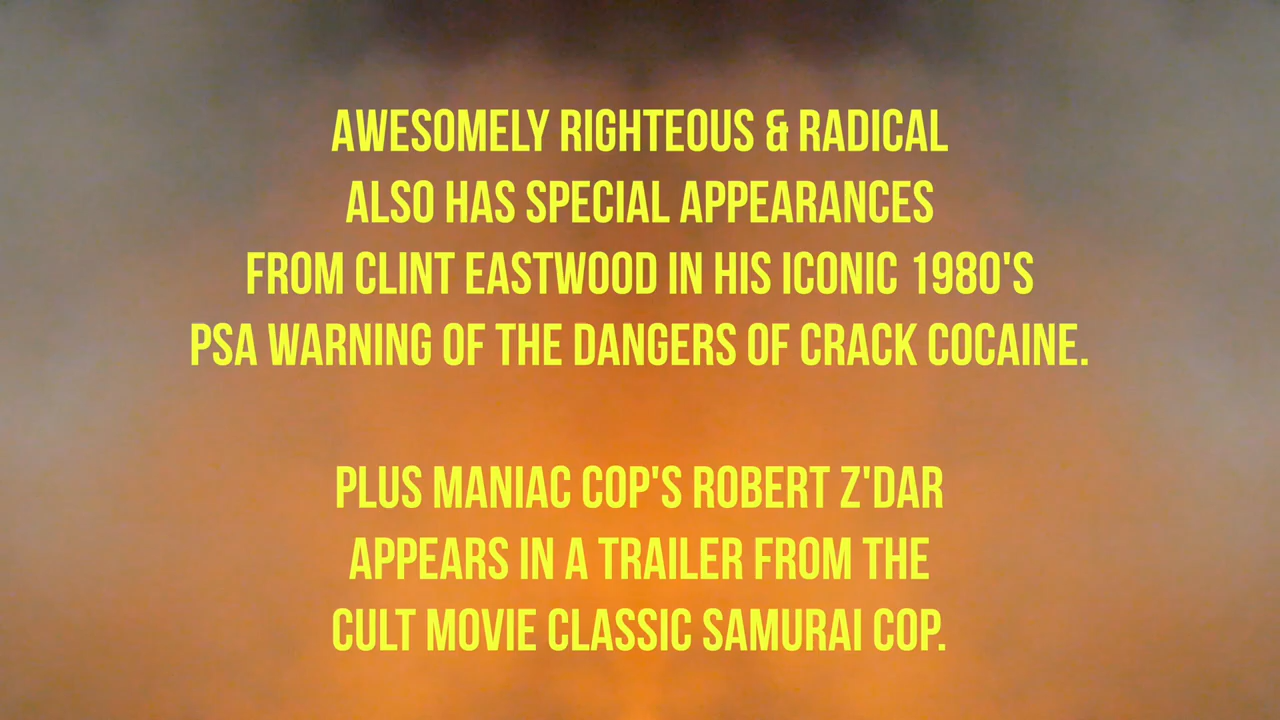 AWESOMELY RIGHTEOUS & RADICAL
ALSO HAS SPECIAL APPEARANCES
FROM CLINT EASTWOOD IN HIS ICONIC 1980'S
PSA WARNING OF THE DANGERS OF CRACK COCAINE.
PLUS MANIAC COP'S ROBERT Z'DAR
APPEARS IN A TRAILER FROM THE
CULT MOVIE CLASSIC SAMURAI COP.